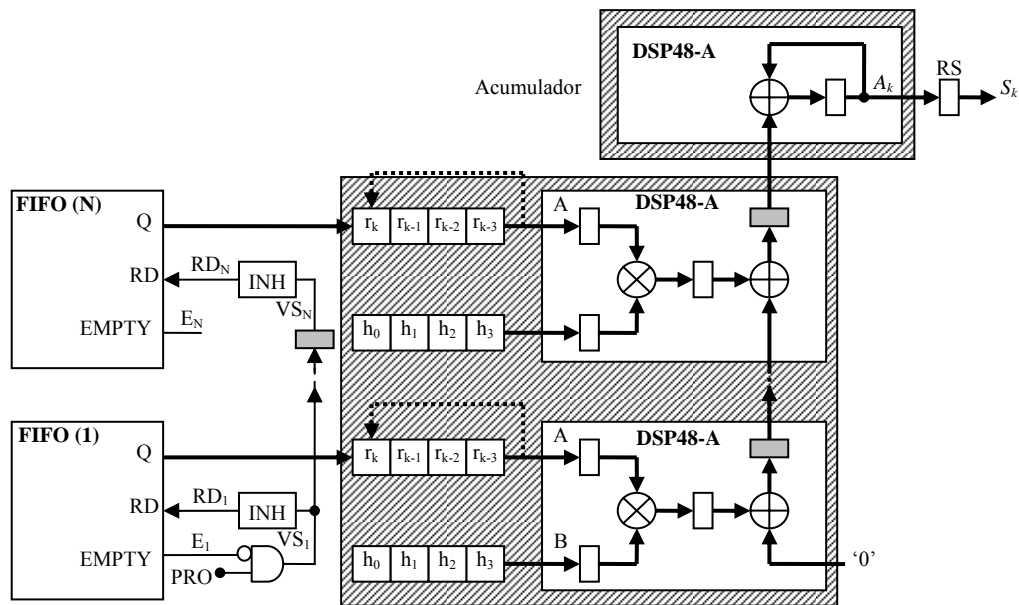 DSP48-A
Acumulador
A_k
RS
S_k
FIFO (N)
Q
RD
RD_N
INH
VS_N
EMPTY
E_N
r_k r_k-1 r_k-2 r_k-3
h_0 h_1 h_2 h_3
A
DSP48-A
FIFO (1)
Q
RD
RD_1
INH
VS_1
EMPTY
E_1
PRO
r_k r_k-1 r_k-2 r_k-3
h_0 h_1 h_2 h_3
A
B
DSP48-A
‘0’